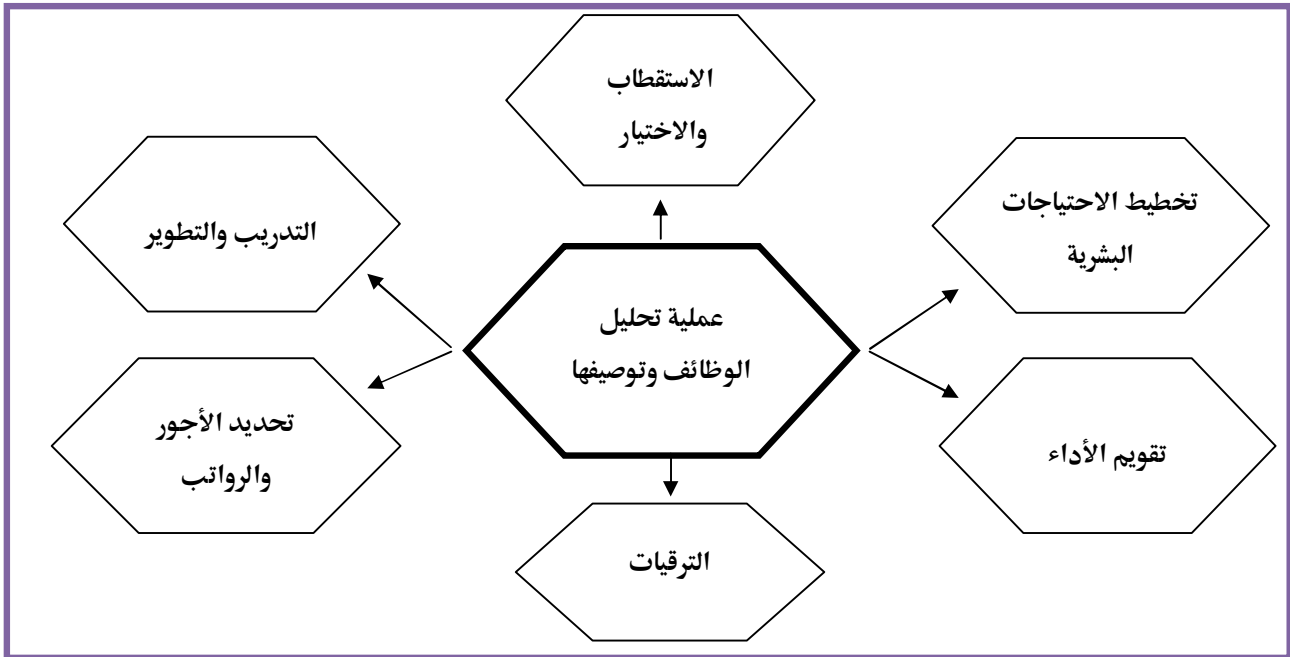 الاستقطاب
والاختيار
تخطيط الاحتياجات
البشرية
التدريب والتطوير
عملية تحليل
الوظائف وتوصيفها
تحديد الأجور
والرواتب
تقويم الأداء
الترقيات